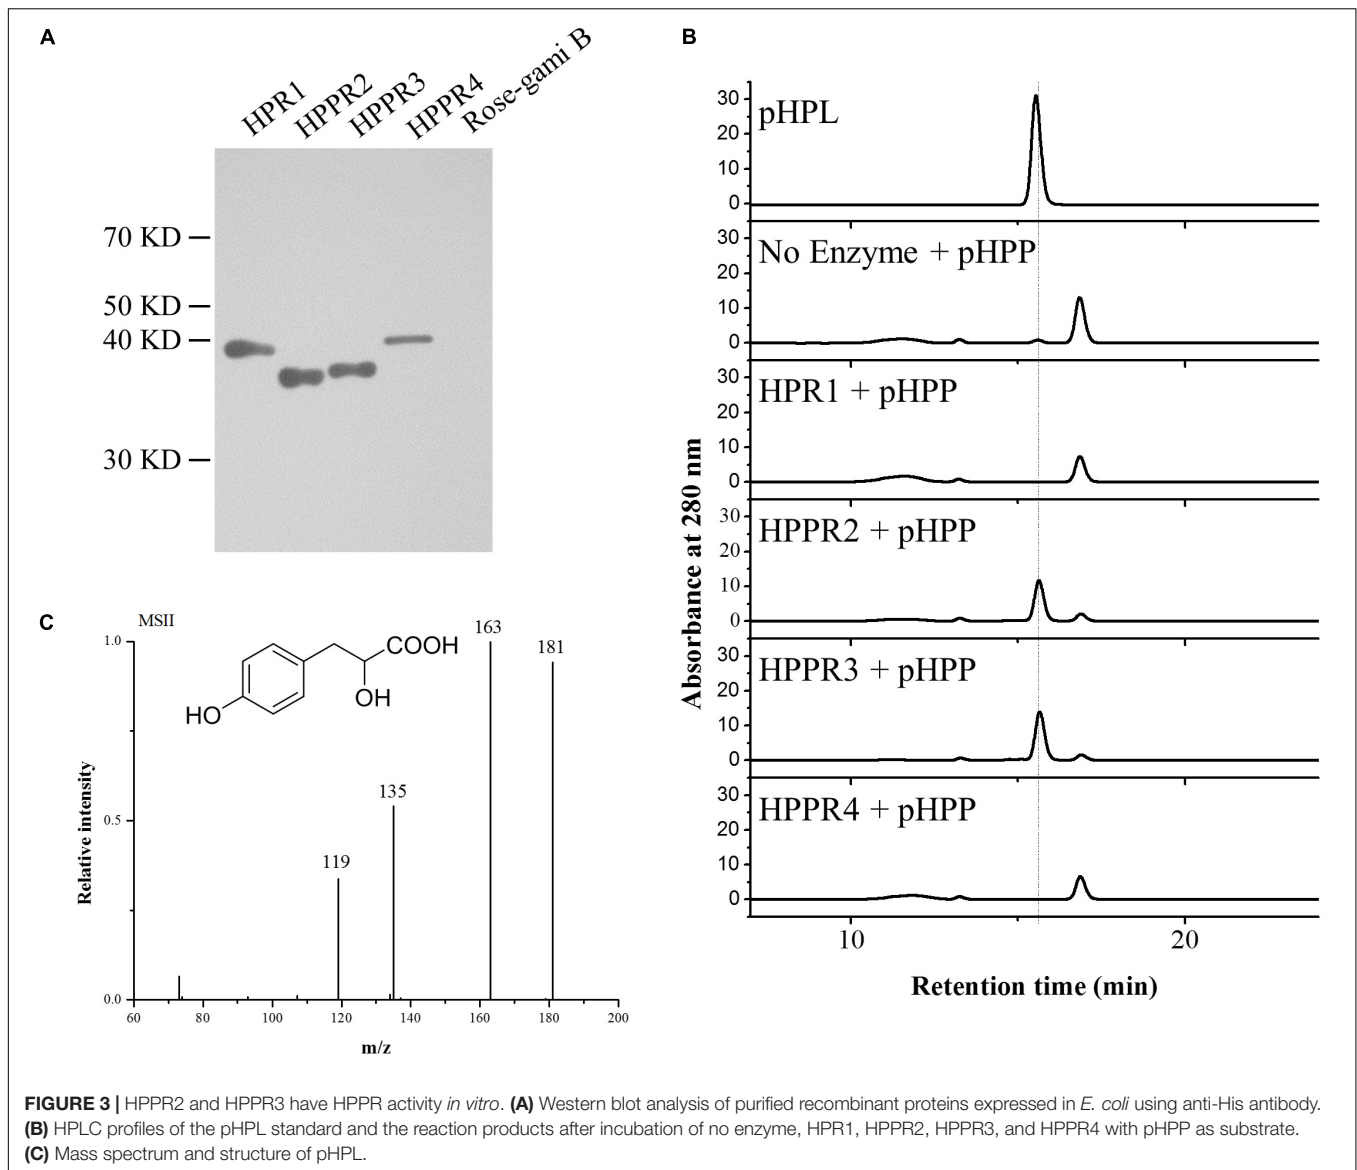 A
HPR1 HPPR2 HPPR3 HPPR4 Rose-gami B
70 KD
50 KD
40 KD
30 KD
B
Absorbance at 280 nm
30
20
10
0
pHPL
30
20
10
0
No Enzyme + pHPP
30
20
10
0
HPR1 + pHPP
30
20
10
0
HPPR2 + pHPP
30
20
10
0
HPPR3 + pHPP
30
20
10
0
HPPR4 + pHPP
10 20
Retention time (min)
C
MSII
Relative intensity
1.0
0.5
0.0
HO
OH
COOH
119
135
163
181
60 80 100 120 140 160 180 200
m/z
FIGURE 3 | HPPR2 and HPPR3 have HPPR activity in vitro. (A) Western blot analysis of purified recombinant proteins expressed in E. coli using anti-His antibody.
(B) HPLC profiles of the pHPL standard and the reaction products after incubation of no enzyme, HPR1, HPPR2, HPPR3, and HPPR4 with pHPP as substrate.
(C) Mass spectrum and structure of pHPL.